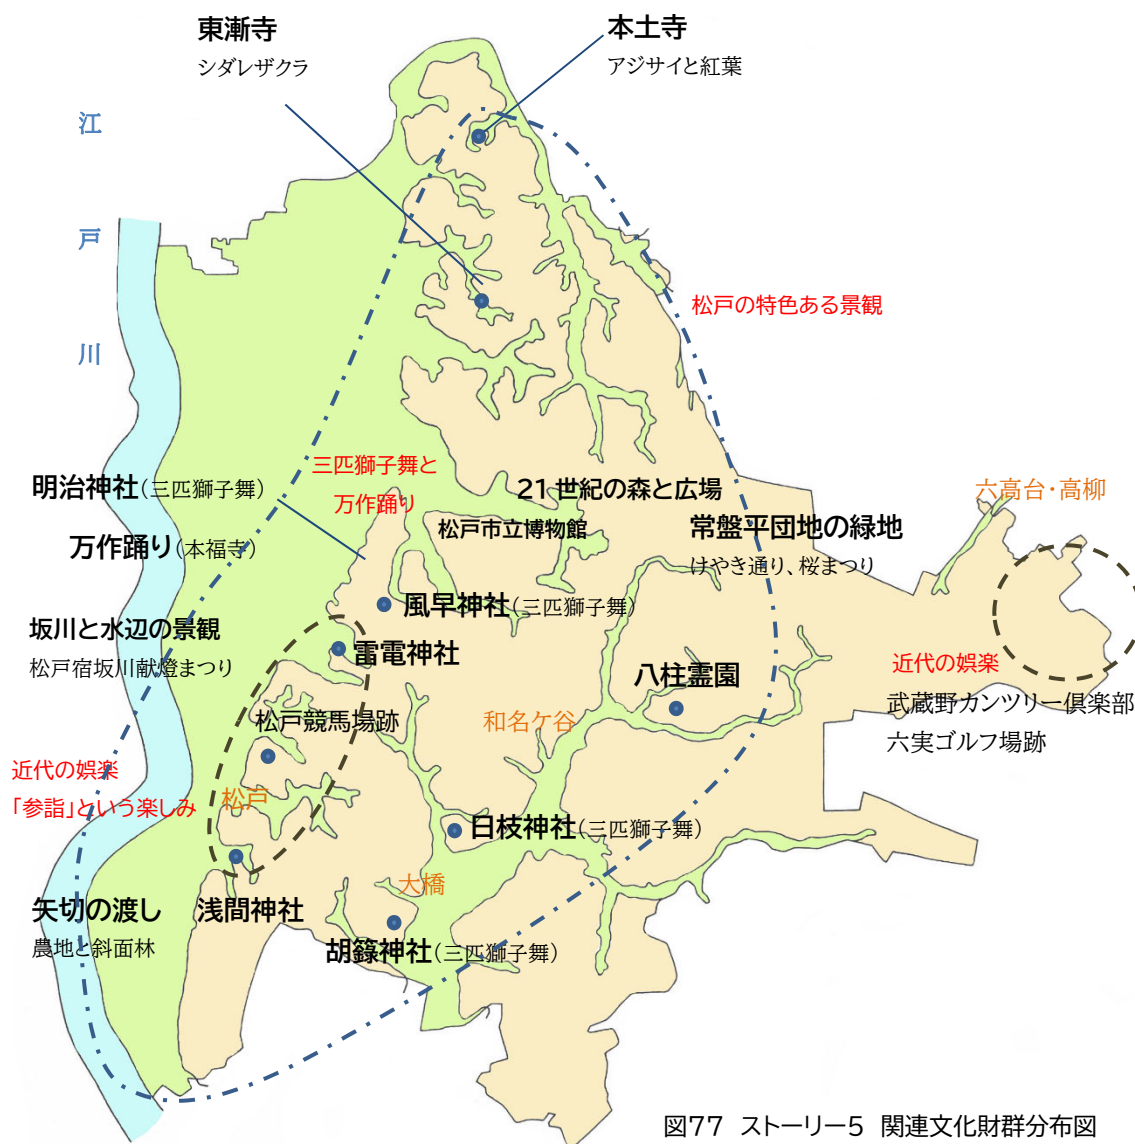 東漸寺
シダレザクラ
本土寺
アジサイと紅葉
江
戸
川
松戸の特色ある景観
三匹獅子舞と
万作踊り
明治神社(三匹獅子舞)
21世紀の森と広場
六高台・高柳
松戸市立博物館
常盤平団地の緑地
けやき通り、桜まつり
万作踊り(本福寺)
風早神社(三匹獅子舞)
坂川と水辺の景観
松戸宿坂川献燈まつり
雷電神社
八柱霊園
近代の娯楽
武蔵野カンツリー倶楽部
六実ゴルフ場跡
松戸競馬場跡
和名ケ谷
近代の娯楽
「参詣」という楽しみ
松戸
日枝神社(三匹獅子舞)
大橋
矢切の渡し
農地と斜面林
浅間神社
胡籙神社(三匹獅子舞)
図77 ストーリー5 関連文化財群分布図